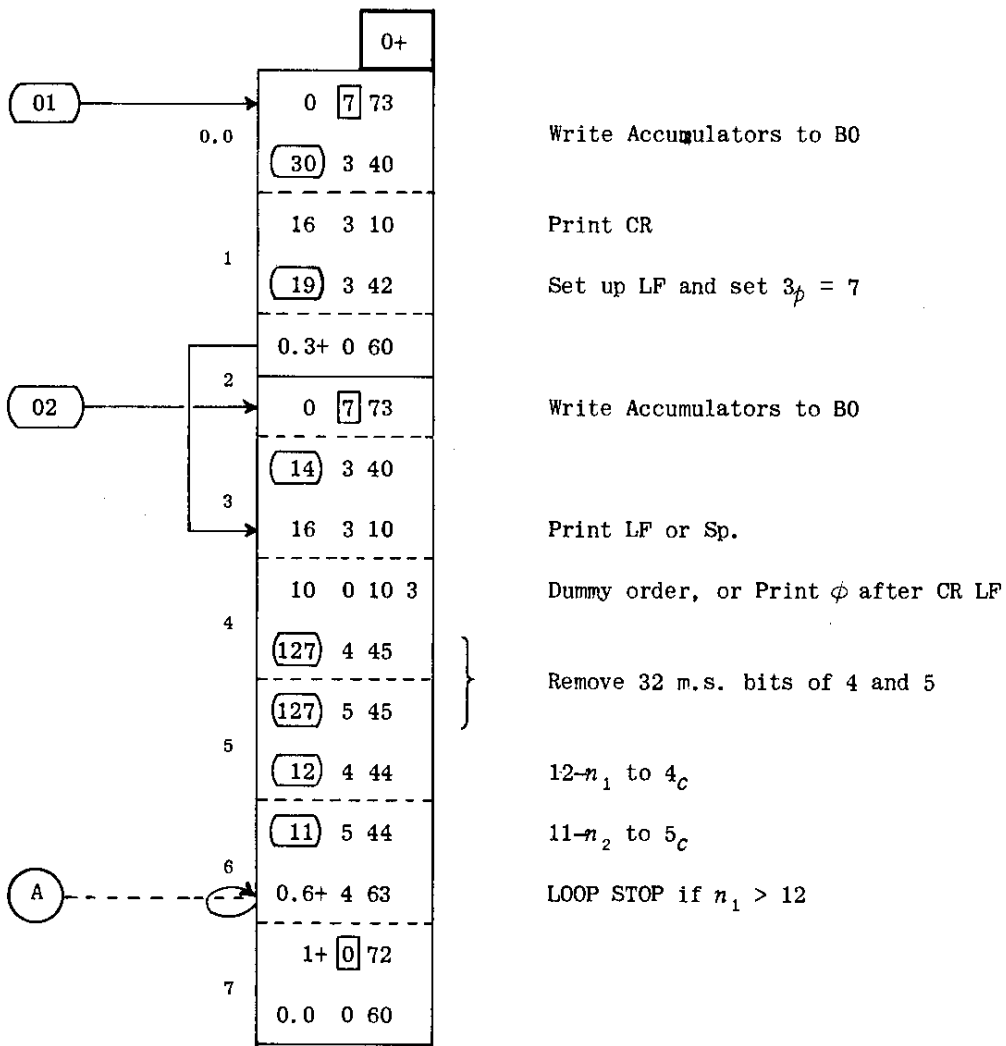 0+
01
0 7 73
0.0
Write Accumulators to B0
(30) 3 40
16 3 10
Print CR
1
(19) 3 42
Set up LF and set 3p = 7
0.3+ 0 60
2
02
0 7 73
Write Accumulators to B0
(14) 3 40
3
16 3 10
Print LF or Sp.
10 0 10 3
Dummy order, or Print ϕ after CR LF
4
(127) 4 45
Remove 32 m.s. bits of 4 and 5
(127) 5 45
5
(12) 4 44
12-n1 to 4c
(11) 5 44
11-n2 to 5c
6
A
0.6+ 4 63
LOOP STOP if n1 > 12
1+ 0 72
7
0.0 0 60